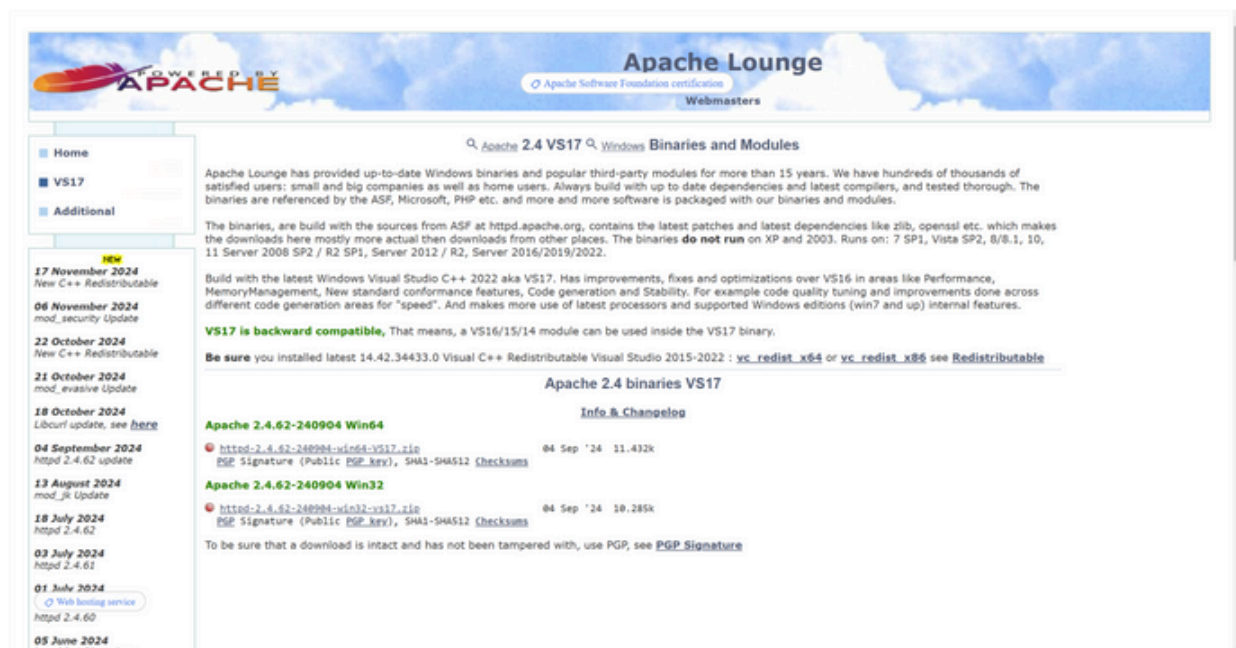 POWERED BY
APACHE
Apache Lounge
Apache Software Foundation certification
Webmasters
Home
VS17
Additional
NEW
17 November 2024
New C++ Redistributable
06 November 2024
mod_security Update
22 October 2024
New C++ Redistributable
21 October 2024
mod_evasive Update
18 October 2024
Libcurl update, see here
04 September 2024
httpd 2.4.62 update
13 August 2024
mod_jk Update
18 July 2024
httpd 2.4.62
03 July 2024
httpd 2.4.61
01 July 2024
Web hosting service
httpd 2.4.60
05 June 2024
Apache 2.4 VS17 Windows Binaries and Modules
Apache Lounge has provided up-to-date Windows binaries and popular third-party modules for more than 15 years. We have hundreds of thousands of
satisfied users: small and big companies as well as home users. Always build with up to date dependencies and latest compilers, and tested thorough. The
binaries are referenced by the ASF, Microsoft, PHP etc. and more and more software is packaged with our binaries and modules.
The binaries, are build with the sources from ASF at httpd.apache.org, contains the latest patches and latest dependencies like zlib, openssl etc. which makes
the downloads here mostly more actual then downloads from other places. The binaries do not run on XP and 2003. Runs on: 7 SP1, Vista SP2, 8/8.1, 10,
11 Server 2008 SP2 / R2 SP1, Server 2012 / R2, Server 2016/2019/2022.
Build with the latest Windows Visual Studio C++ 2022 aka VS17. Has improvements, fixes and optimizations over VS16 in areas like Performance,
MemoryManagement, New standard conformance features, Code generation and Stability. For example code quality tuning and improvements done across
different code generation areas for "speed". And makes more use of latest processors and supported Windows editions (win7 and up) internal features.
VS17 is backward compatible, That means, a VS16/15/14 module can be used inside the VS17 binary.
Be sure you installed latest 14.42.34433.0 Visual C++ Redistributable Visual Studio 2015-2022 : vc_redist_x64 or vc_redist_x86 see Redistributable
Apache 2.4 binaries VS17
Info & Changelog
Apache 2.4.62-240904 Win64
httpd-2.4.62-240904-win64-VS17.zip 04 Sep '24 11.432k
PGP Signature (Public PGP key), SHA1-SHA512 Checksums
Apache 2.4.62-240904 Win32
httpd-2.4.62-240904-win32-vs17.zip 04 Sep '24 10.285k
PGP Signature (Public PGP key), SHA1-SHA512 Checksums
To be sure that a download is intact and has not been tampered with, use PGP, see PGP Signature